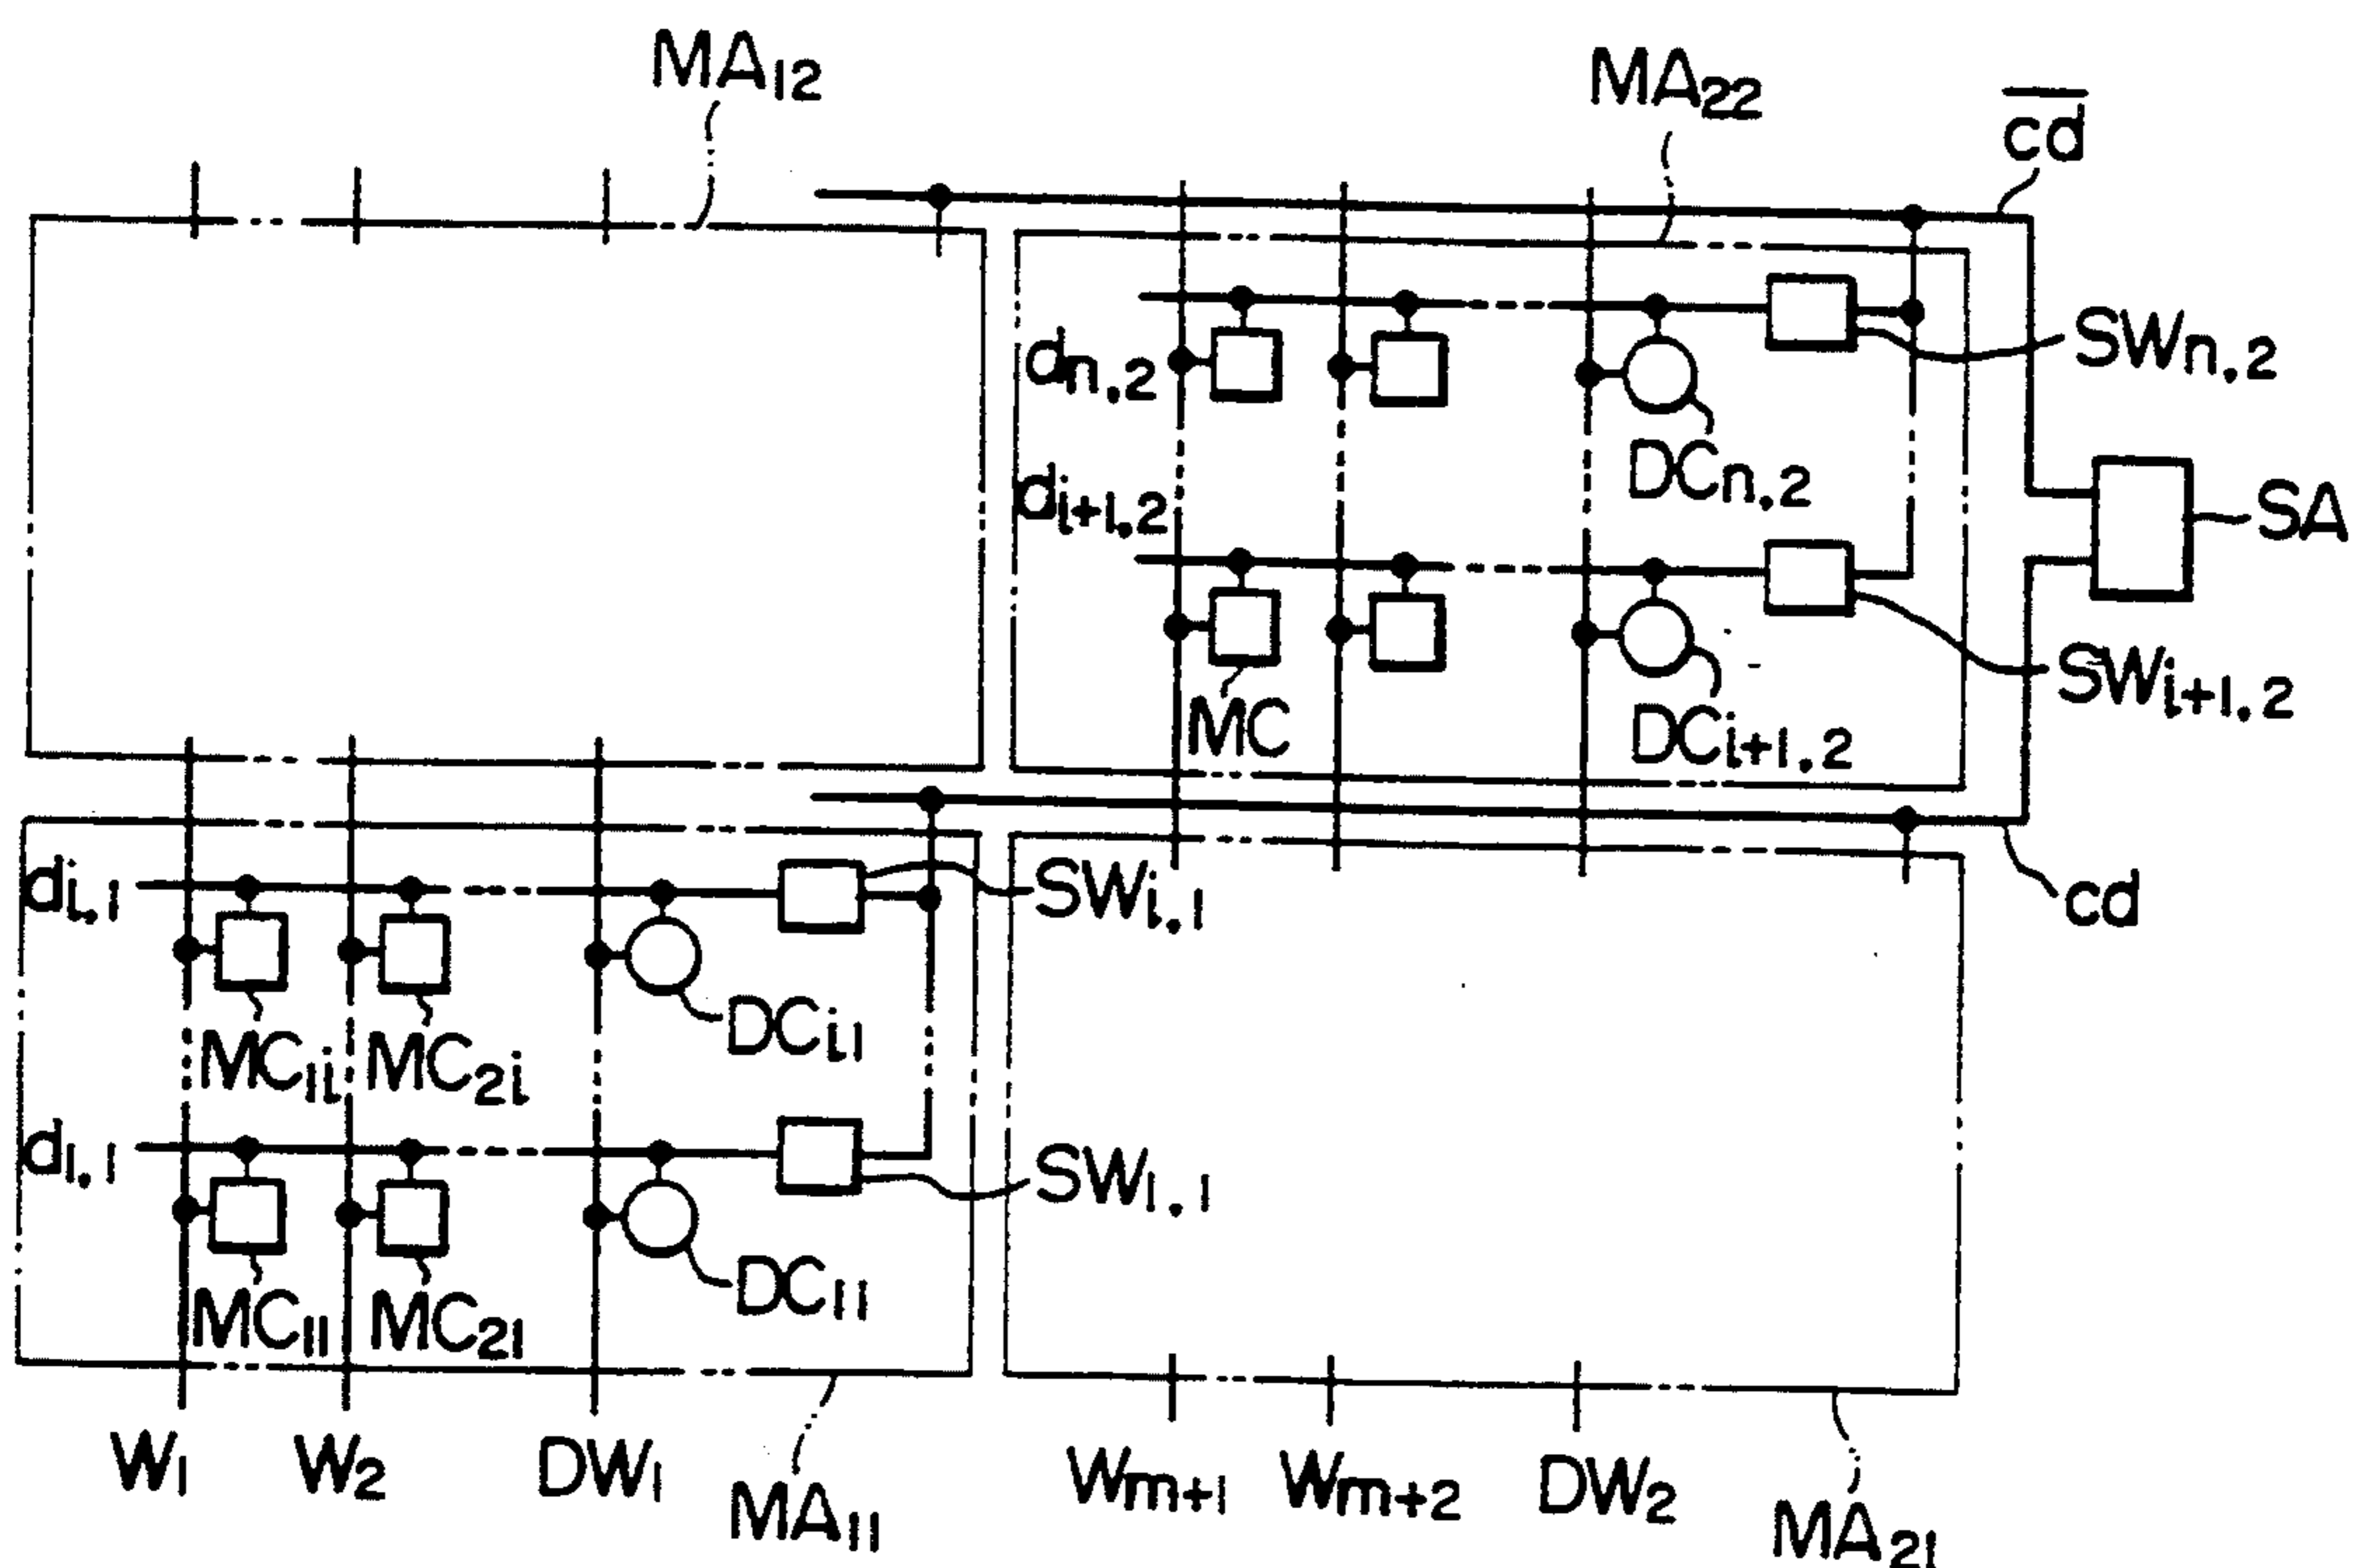 MA12
MA22
c̅d̅
dn.2
SWn.2
DCn.2
di+1.2
SA
SWi+1.2
MC
DCi+1.2
di.1
SWi.1
cd
DCi1
MC1i
MC2i
d1.1
SW1.1
DC11
MC11
MC21
W1
W2
DW1
MA11
Wm+1
Wm+2
DW2
MA21